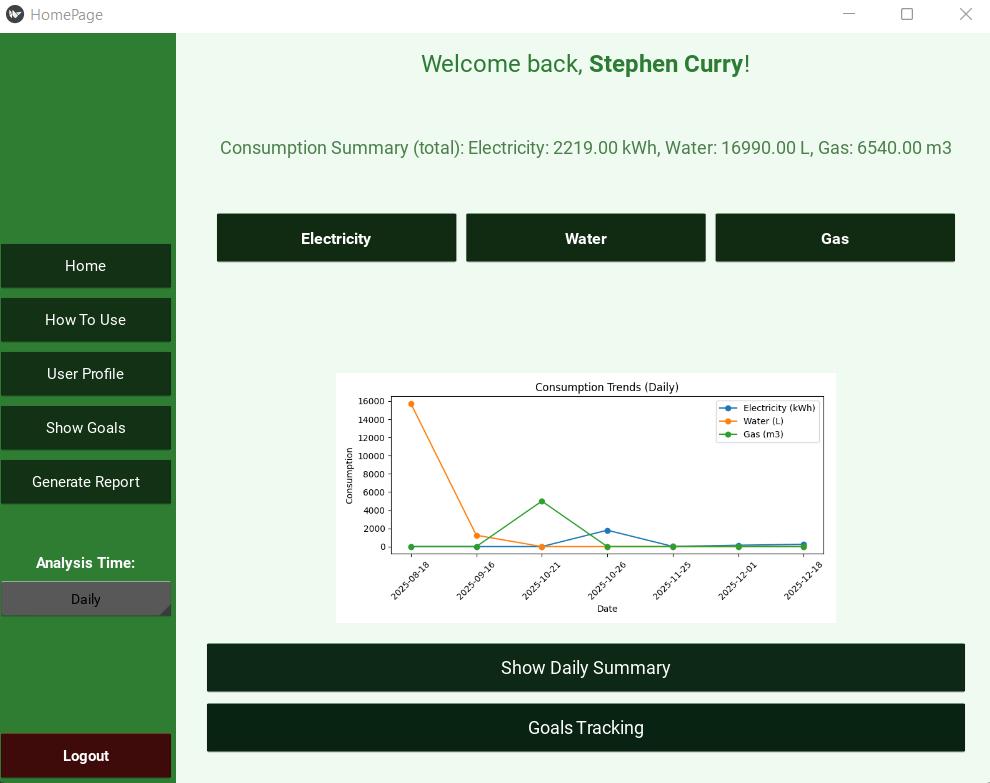 HomePage
Welcome back, Stephen Curry!
Consumption Summary (total): Electricity: 2219.00 kWh, Water: 16990.00 L, Gas: 6540.00 m3
Electricity
Water
Gas
Home
How To Use
User Profile
Show Goals
Generate Report
Analysis Time:
Daily
Logout
Consumption Trends (Daily)
Electricity (kWh)
Water (L)
Gas (m3)
Consumption
16000
14000
12000
10000
8000
6000
4000
2000
0
2025-08-18
2025-09-16
2025-10-21
2025-10-26
2025-11-25
2025-12-01
2025-12-18
Date
Show Daily Summary
Goals Tracking